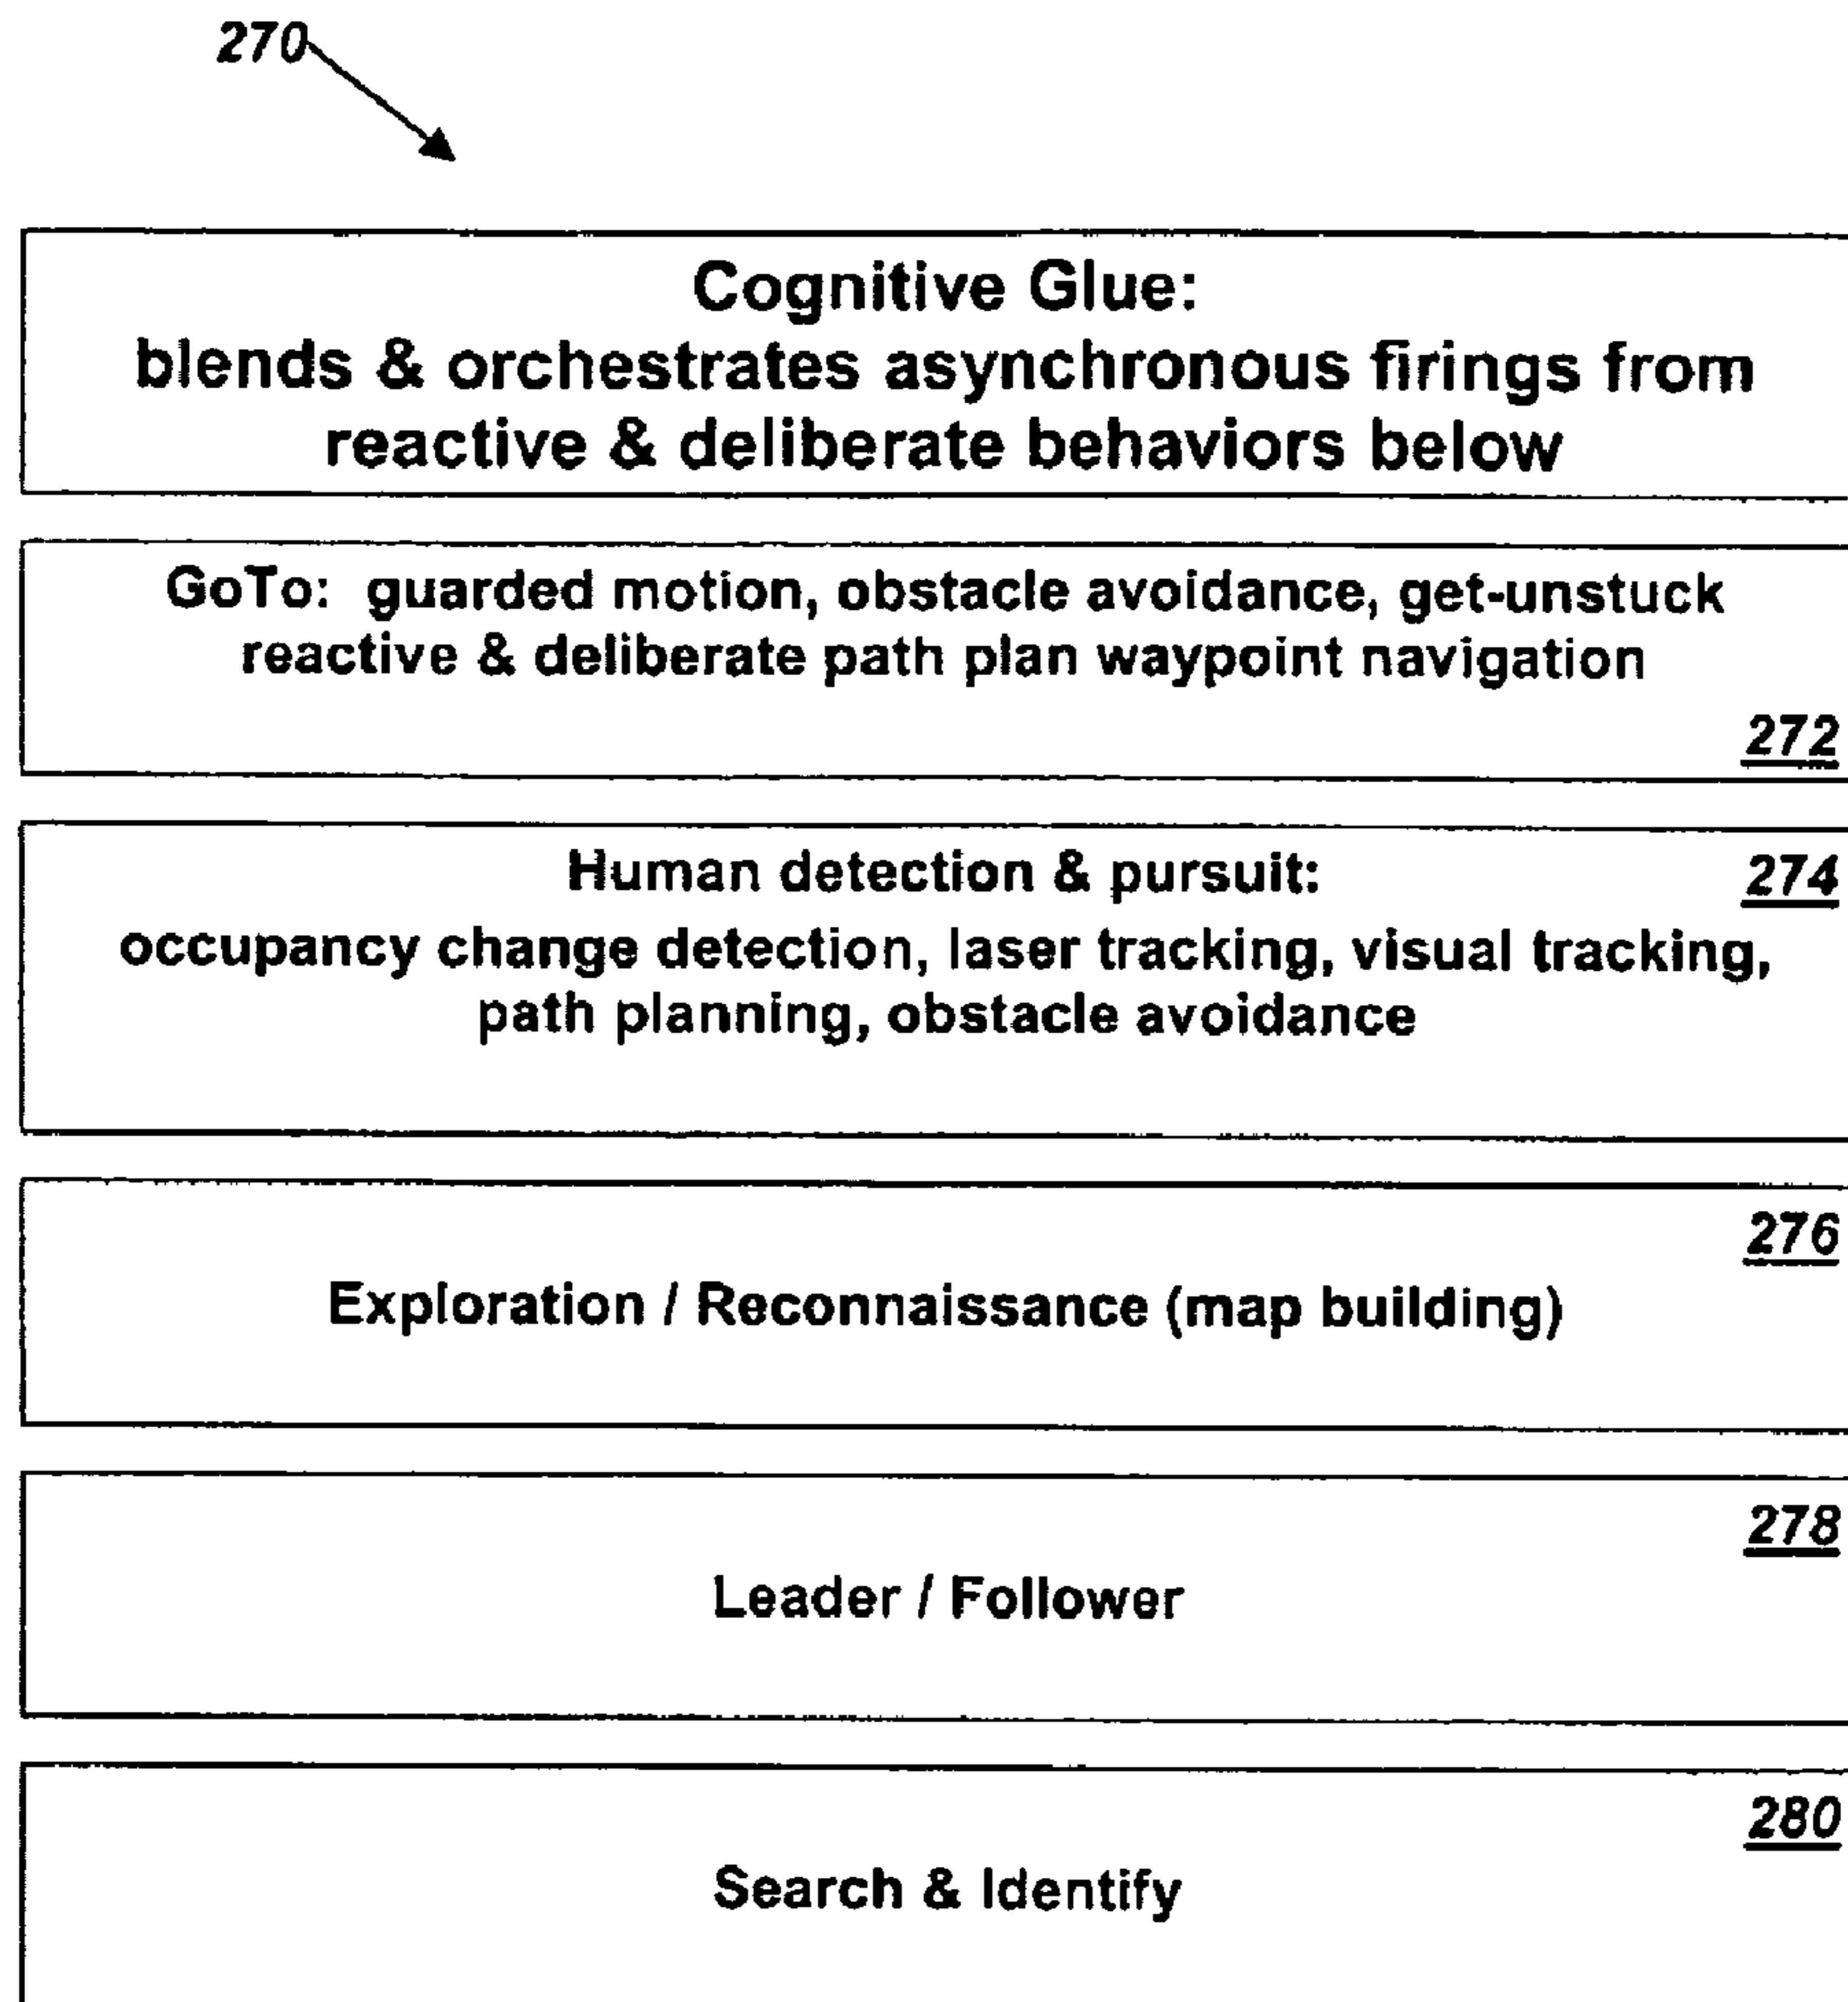 270
Cognitive Glue:
blends & orchestrates asynchronous firings from
reactive & deliberate behaviors below
GoTo: guarded motion, obstacle avoidance, get-unstuck
reactive & deliberate path plan waypoint navigation
272
Human detection & pursuit:
274
occupancy change detection, laser tracking, visual tracking,
path planning, obstacle avoidance
276
Exploration / Reconnaissance (map building)
278
Leader / Follower
280
Search & Identify